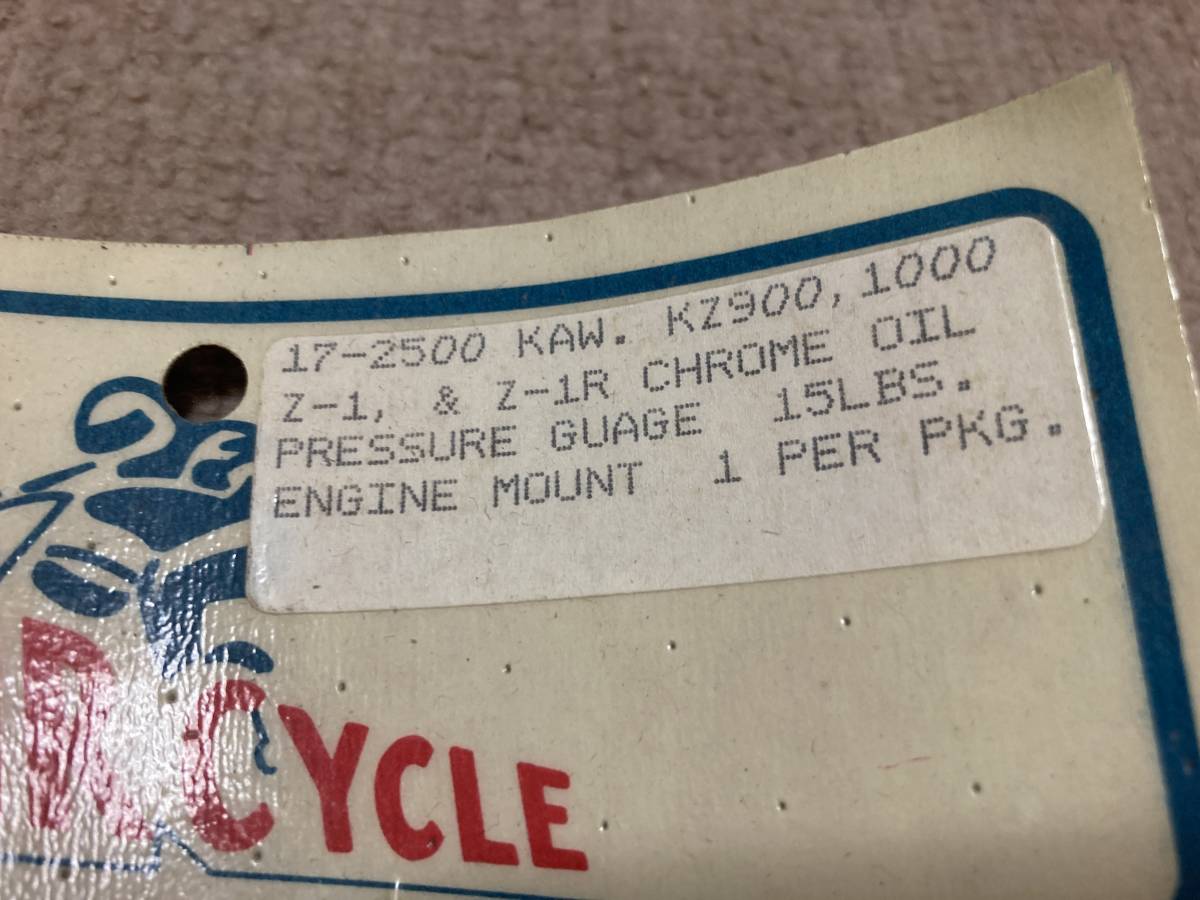 17-2500 KAW. KZ900, 1000
Z-1, & Z-1R CHROME OIL
PRESSURE GUAGE 15LBS.
ENGINE MOUNT 1 PER PKG.
CYCLE